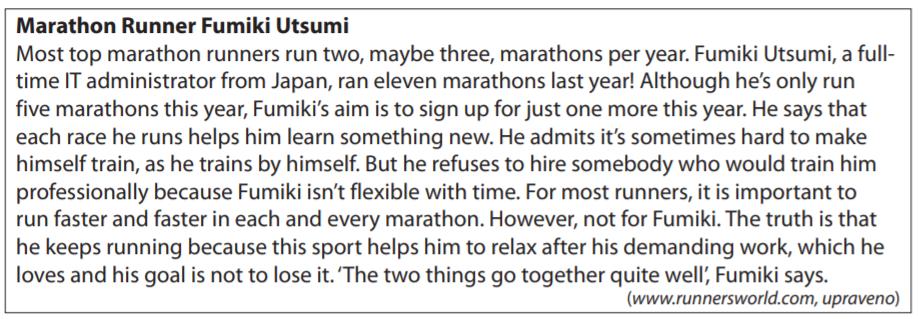 Marathon Runner Fumiki Utsumi
Most top marathon runners run two, maybe three, marathons per year. Fumiki Utsumi, a full-
time IT administrator from Japan, ran eleven marathons last year! Although he’s only run
five marathons this year, Fumiki’s aim is to sign up for just one more this year. He says that
each race he runs helps him learn something new. He admits it’s sometimes hard to make
himself train, as he trains by himself. But he refuses to hire somebody who would train him
professionally because Fumiki isn’t flexible with time. For most runners, it is important to
run faster and faster in each and every marathon. However, not for Fumiki. The truth is that
he keeps running because this sport helps him to relax after his demanding work, which he
loves and his goal is not to lose it. ‘The two things go together quite well’, Fumiki says.
(www.runnersworld.com, upraveno)